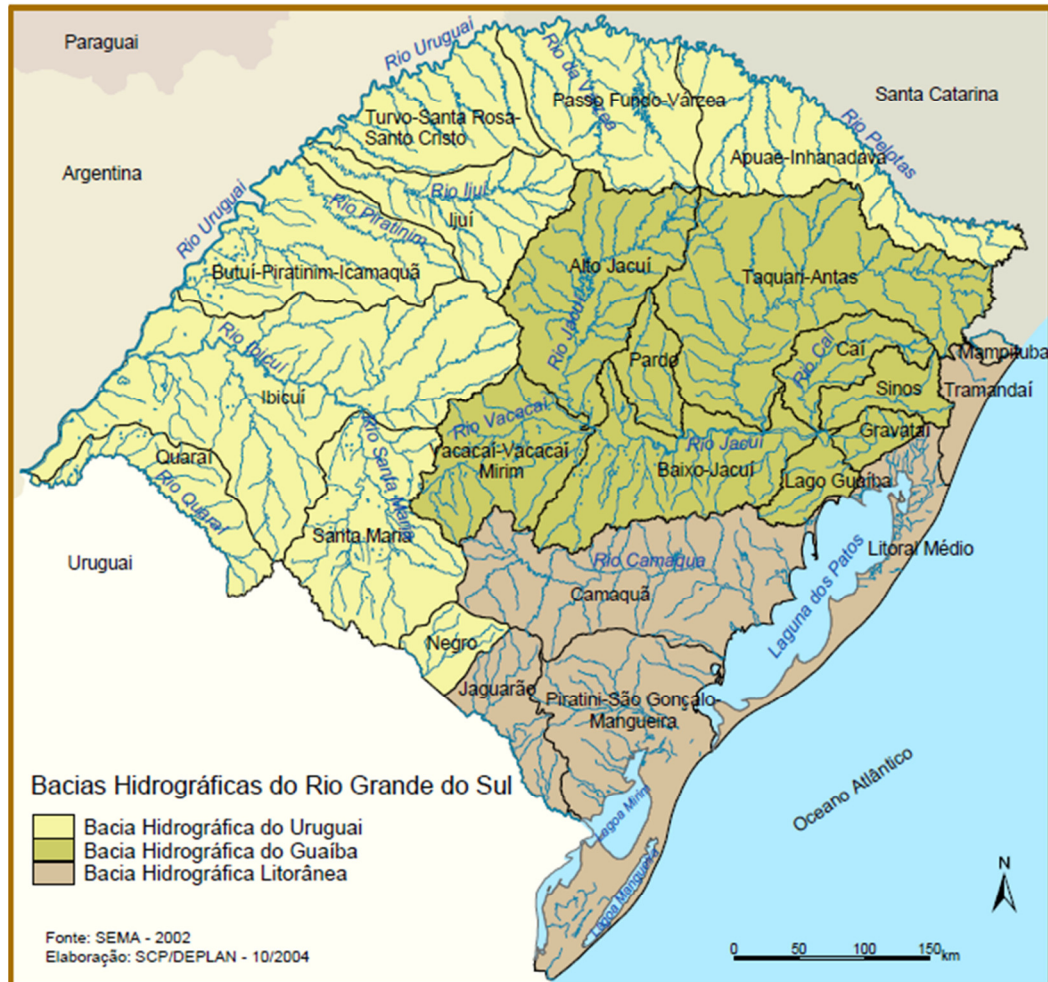 Paraguai
Rio Uruguai
Rio da Várzea
Passo Fundo-Várzea
Santa Catarina
Turvo-Santa Rosa-
Santo Cristo
Rio Pelotas
Apuae-Inhanadava
Argentina
Rio Ijuí
Ijuí
Rio Uruguai
Rio Piratinim
Butuí-Piratinim-Icamaquã
Alto Jacuí
Taquari-Antas
Rio Jacuí
Rio Ibicuí
Ibicuí
Pardo
Rio Caí
Caí
Mampituba
Sinos
Tramandaí
Rio Vacacaí
Vacacaí-Vacacaí
Mirim
Rio Jacuí
Gravataí
Baixo-Jacuí
Lago Guaíba
Quaraí
Rio Quaraí
Rio Santa Maria
Santa Maria
Uruguai
Litoral Médio
Rio Camaqua
Camaquã
Laguna dos Patos
Negro
Jaguarão
Piratini-São Gonçalo-
Mangueira
Oceano Atlântico
Lagoa Mirim
Lagoa Mangueira
Bacias Hidrográficas do Rio Grande do Sul
Bacia Hidrográfica do Uruguai
Bacia Hidrográfica do Guaíba
Bacia Hidrográfica Litorânea
N
Fonte: SEMA - 2002
Elaboração: SCP/DEPLAN - 10/2004
0 50 100 150 km